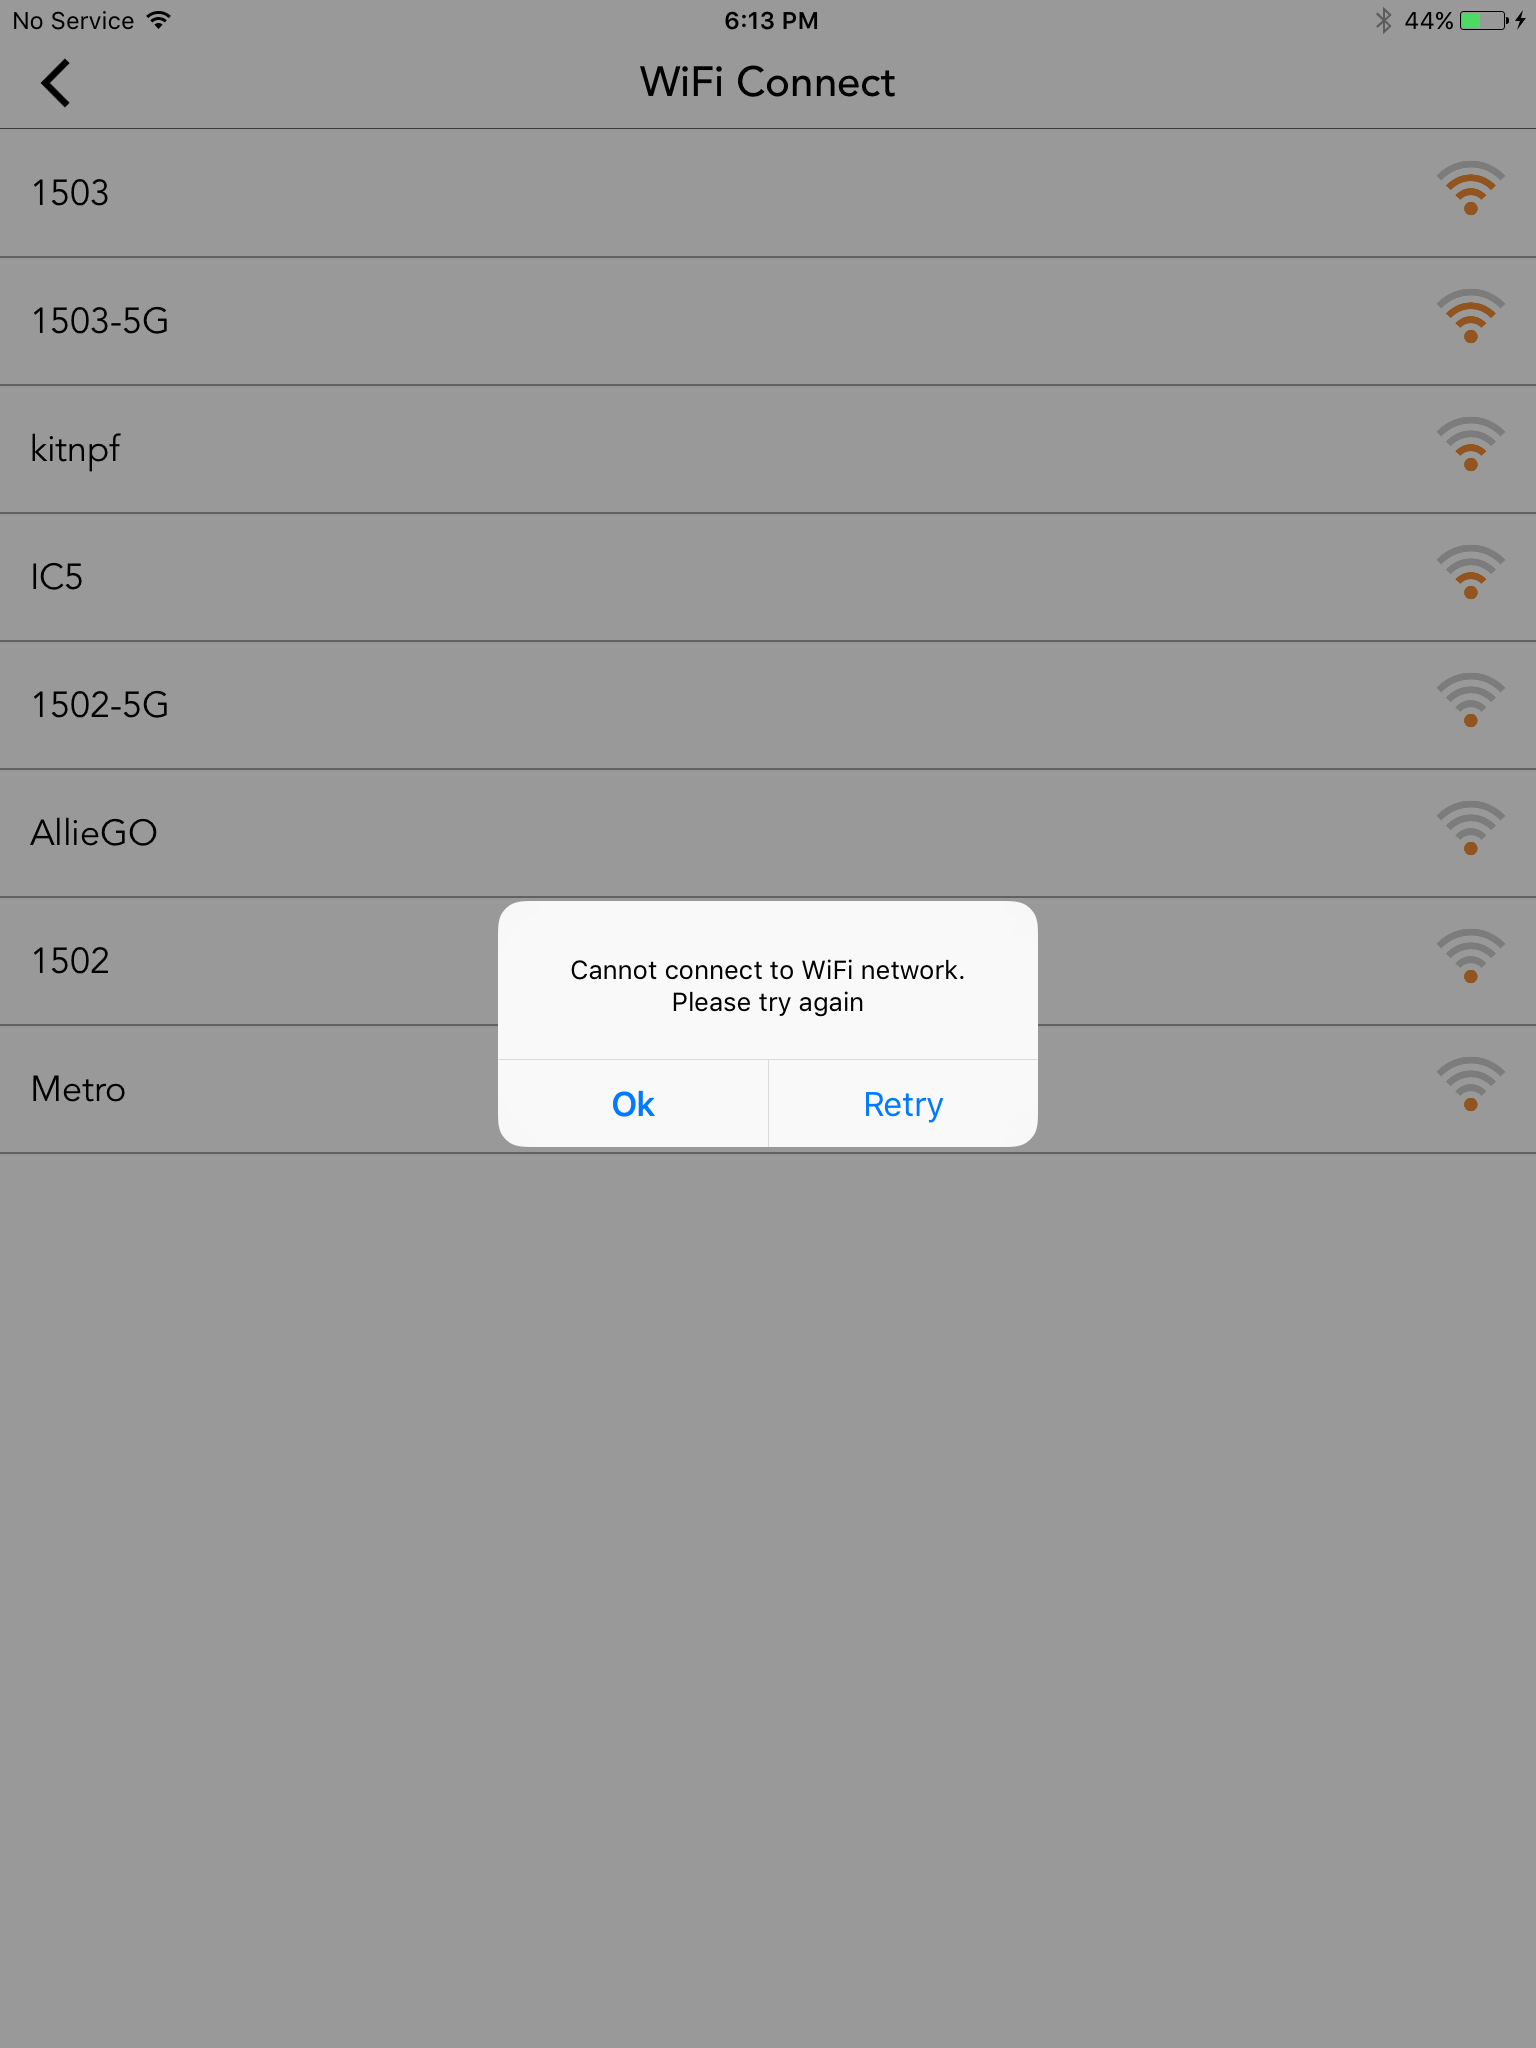 No Service 6:13 PM 44%
WiFi Connect
1503
1503-5G
kitnpf
IC5
1502-5G
AllieGO
1502
Metro
Cannot connect to WiFi network.
Please try again
Ok Retry